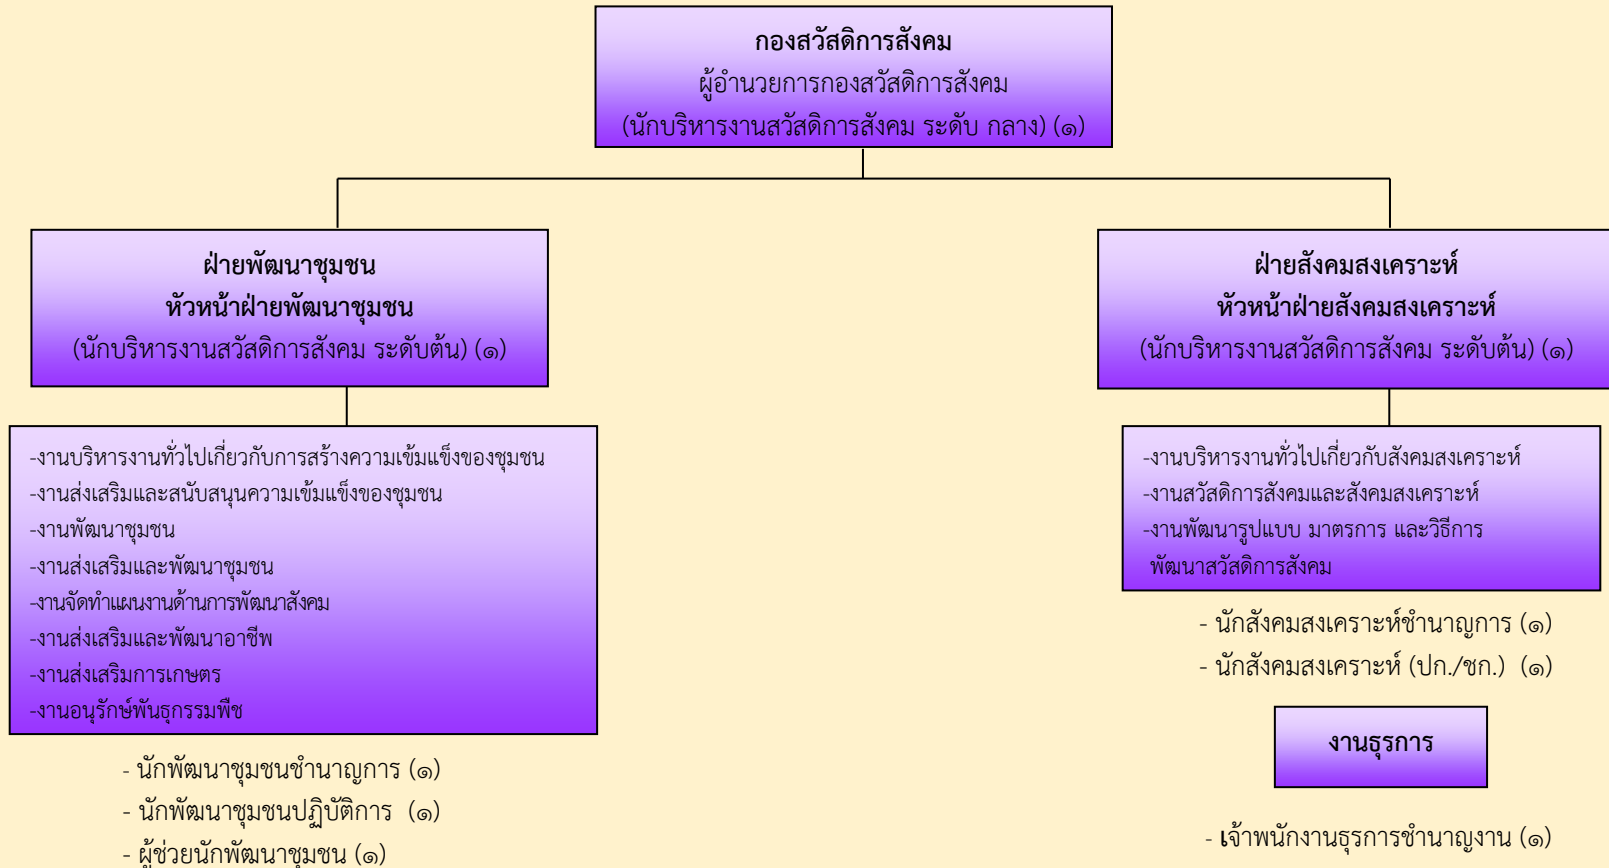 กองสวัสดิการสังคม
ผู้อำนวยการกองสวัสดิการสังคม
(นักบริหารงานสวัสดิการสังคม ระดับ กลาง) (๑)
ฝ่ายพัฒนาชุมชน
หัวหน้าฝ่ายพัฒนาชุมชน
(นักบริหารงานสวัสดิการสังคม ระดับต้น) (๑)
-งานบริหารงานทั่วไปเกี่ยวกับการสร้างความเข้มแข็งของชุมชน
-งานส่งเสริมและสนับสนุนความเข้มแข็งของชุมชน
-งานพัฒนาชุมชน
-งานส่งเสริมและพัฒนาชุมชน
-งานจัดทำแผนงานด้านการพัฒนาสังคม
-งานส่งเสริมและพัฒนาอาชีพ
-งานส่งเสริมการเกษตร
-งานอนุรักษ์พันธุกรรมพืช
- นักพัฒนาชุมชนชำนาญการ (๑)
- นักพัฒนาชุมชนปฏิบัติการ (๑)
- ผู้ช่วยนักพัฒนาชุมชน (๑)
ฝ่ายสังคมสงเคราะห์
หัวหน้าฝ่ายสังคมสงเคราะห์
(นักบริหารงานสวัสดิการสังคม ระดับต้น) (๑)
-งานบริหารงานทั่วไปเกี่ยวกับสังคมสงเคราะห์
-งานสวัสดิการสังคมและสังคมสงเคราะห์
-งานพัฒนารูปแบบ มาตรการ และวิธีการ
พัฒนาสวัสดิการสังคม
- นักสังคมสงเคราะห์ชำนาญการ (๑)
- นักสังคมสงเคราะห์ (ปก./ชก.) (๑)
งานธุรการ
- เจ้าพนักงานธุรการชำนาญงาน (๑)